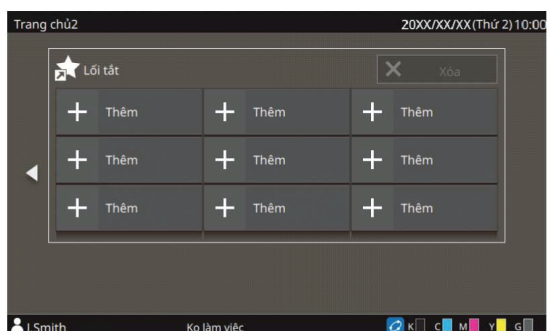 Trang chủ2 20XX/XX/XX(Thứ 2)10:00
Lối tắt Xóa
Thêm Thêm Thêm
Thêm Thêm Thêm
Thêm Thêm Thêm
J.Smith Ko làm việc K C M Y G